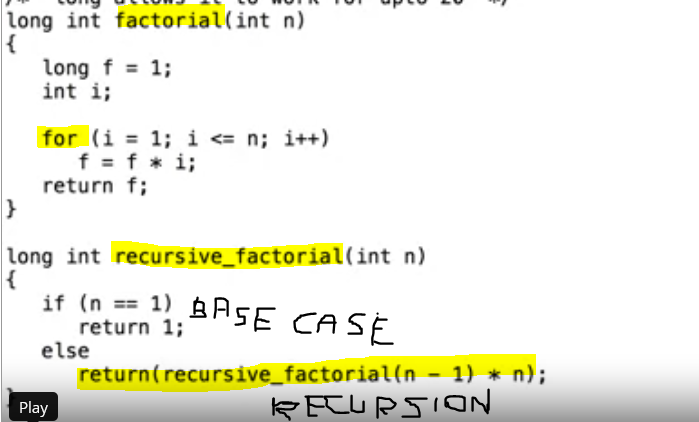 /* long allows it to work for upto 20 */
long int factorial(int n)
{
long f = 1;
int i;
for (i = 1; i <= n; i++)
f = f * i;
return f;
}
long int recursive_factorial(int n)
{
if (n == 1) BASE CASE
return 1;
else
return(recursive_factorial(n - 1) * n);
}
Play
RECURSION